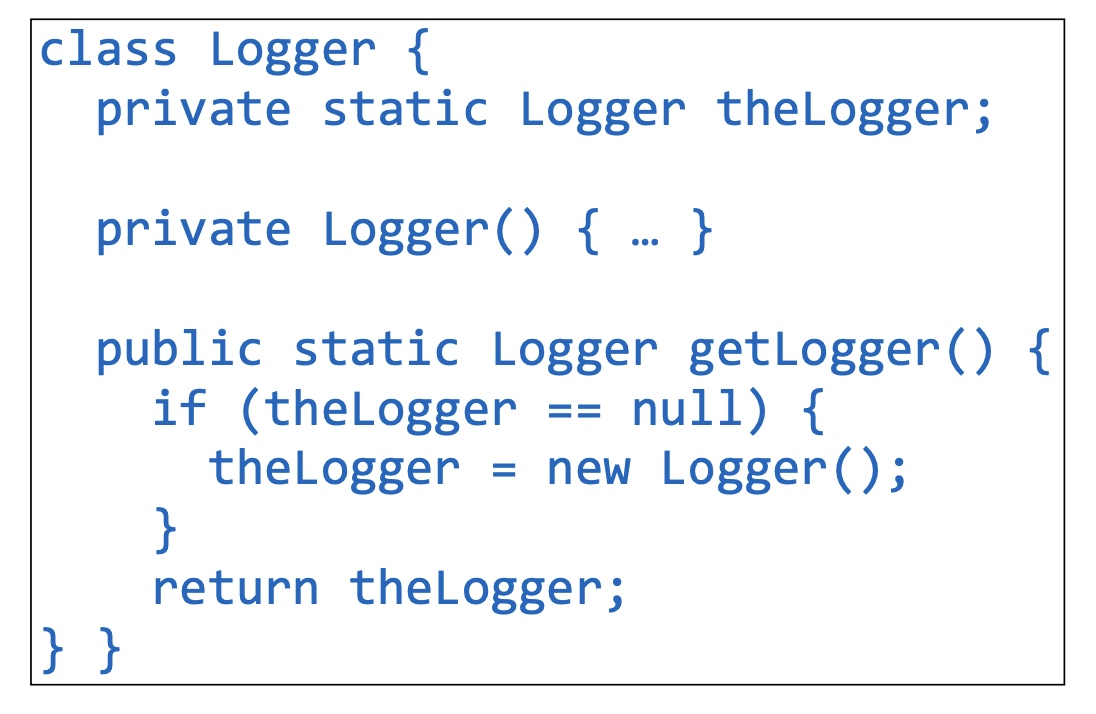 class Logger {
  private static Logger theLogger;
  private Logger() { … }
  public static Logger getLogger() {
    if (theLogger == null) {
      theLogger = new Logger();
    }
    return theLogger;
} }